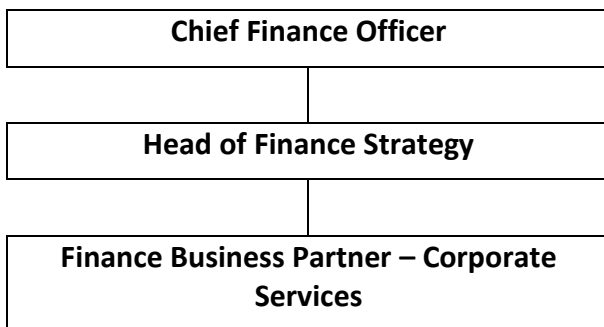 Chief Finance Officer
Head of Finance Strategy
Finance Business Partner – Corporate
Services